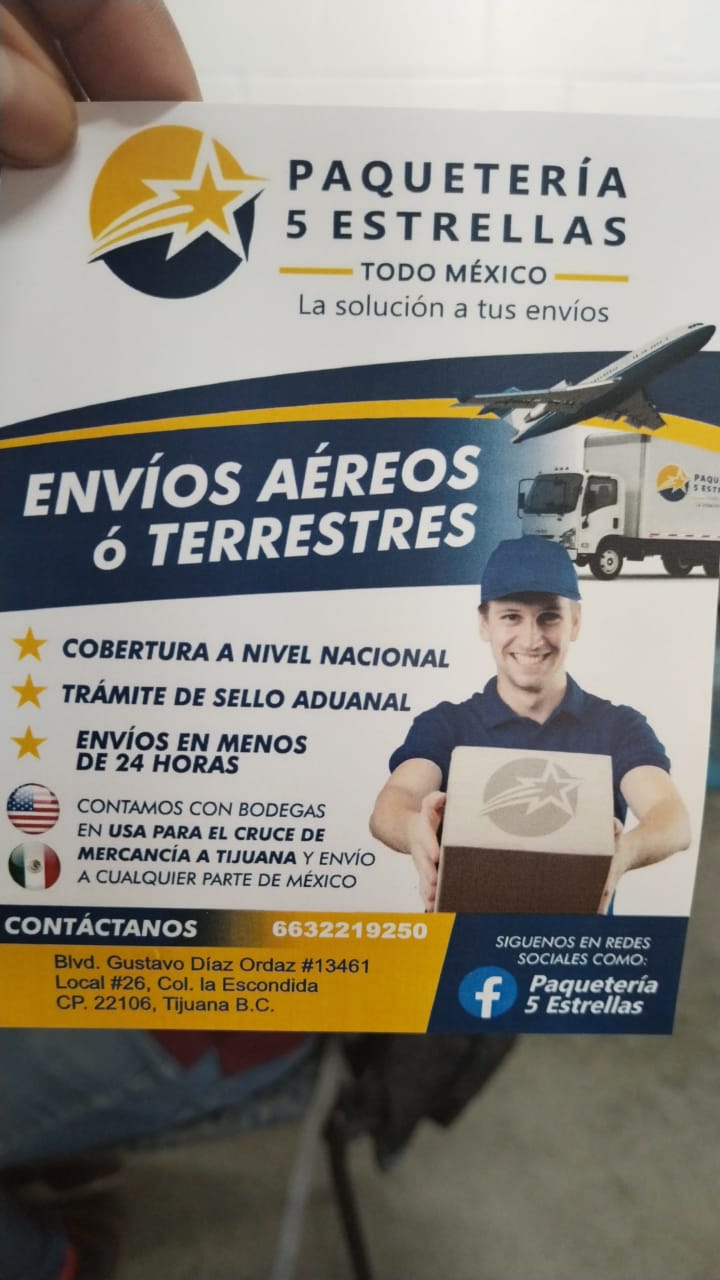 PAQUETERÍA
5 ESTRELLAS
TODO MÉXICO
La solución a tus envíos
ENVÍOS AÉREOS
ó TERRESTRES
COBERTURA A NIVEL NACIONAL
TRÁMITE DE SELLO ADUANAL
ENVÍOS EN MENOS
DE 24 HORAS
CONTAMOS CON BODEGAS
EN USA PARA EL CRUCE DE
MERCANCÍA A TIJUANA Y ENVÍO
A CUALQUIER PARTE DE MÉXICO
CONTÁCTANOS 6632219250
Blvd. Gustavo Díaz Ordaz #13461
Local #26, Col. la Escondida
CP. 22106, Tijuana B.C.
SIGUENOS EN REDES
SOCIALES COMO:
Paquetería
5 Estrellas